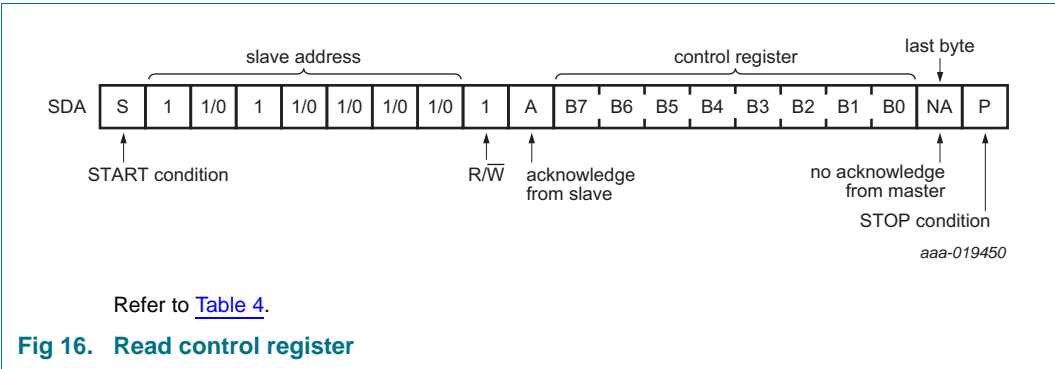 slave address control register last byte
SDA S 1 1/0 1 1/0 1/0 1/0 1/0 1 A B7 B6 B5 B4 B3 B2 B1 B0 NA P
START condition R/W̅ acknowledge from slave no acknowledge from master
STOP condition
aaa-019450
Refer to Table 4.
Fig 16. Read control register